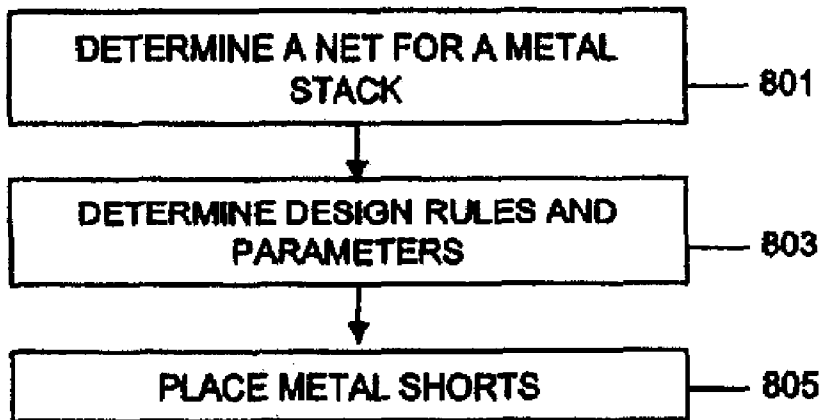 DETERMINE A NET FOR A METAL
STACK
801
DETERMINE DESIGN RULES AND
PARAMETERS
803
PLACE METAL SHORTS
805